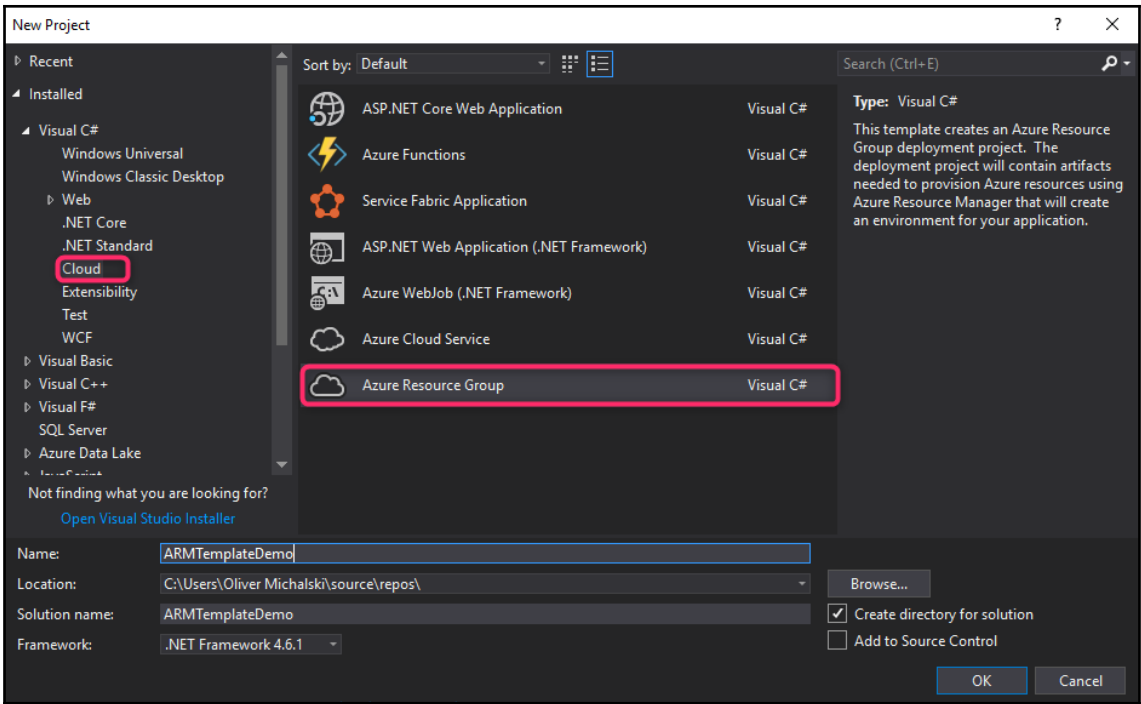 New Project
Recent
Installed
Visual C#
Windows Universal
Windows Classic Desktop
Web
.NET Core
.NET Standard
Cloud
Extensibility
Test
WCF
Visual Basic
Visual C++
Visual F#
SQL Server
Azure Data Lake
JavaScript
Not finding what you are looking for?
Open Visual Studio Installer
Sort by: Default
ASP.NET Core Web Application Visual C#
Azure Functions Visual C#
Service Fabric Application Visual C#
ASP.NET Web Application (.NET Framework) Visual C#
Azure WebJob (.NET Framework) Visual C#
Azure Cloud Service Visual C#
Azure Resource Group Visual C#
Search (Ctrl+E)
Type: Visual C#
This template creates an Azure Resource
Group deployment project. The
deployment project will contain artifacts
needed to provision Azure resources using
Azure Resource Manager that will create
an environment for your application.
Name: ARMTemplateDemo
Location: C:\Users\Oliver Michalski\source\repos\
Browse...
Solution name: ARMTemplateDemo
Create directory for solution
Framework: .NET Framework 4.6.1
Add to Source Control
OK Cancel